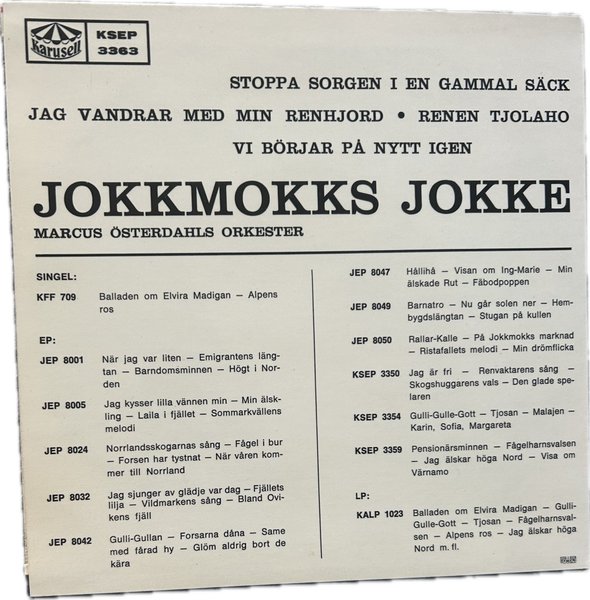 Karusell
KSEP
3363
STOPPA SORGEN I EN GAMMAL SÄCK
JAG VANDRAR MED MIN RENHJORD • RENEN TJOLAHO
VI BÖRJAR PÅ NYTT IGEN
JOKKMOKKS JOKKE
MARCUS ÖSTERDAHLS ORKESTER
SINGEL:
KFF 709 Balladen om Elvira Madigan — Alpens
ros
EP:
JEP 8001 När jag var liten — Emigrantens läng-
tan — Barndomsminnen — Högt i Nor-
den
JEP 8005 Jag kysser lilla vännen min — Min älsk-
ling — Laila i fjället — Sommarkvällens
melodi
JEP 8024 Norrlandsskogarnas sång — Fågel i bur
— Forsen har tystnat — När våren kom-
mer till Norrland
JEP 8032 Jag sjunger av glädje var dag — Fjällets
lilja — Vildmarkens sång — Bland Ovi-
kens fjäll
JEP 8042 Gulli-Gullan — Forsarna dåna — Same
med fårad hy — Glöm aldrig bort de
kära
JEP 8047 Hållihå — Visan om Ing-Marie — Min
älskade Rut — Fäbodpoppen
JEP 8049 Barnatro — Nu går solen ner — Hem-
bygdslängtan — Stugan på kullen
JEP 8050 Rallar-Kalle — På Jokkmokks marknad
— Ristafallets melodi — Min drömflicka
KSEP 3350 Jag är fri — Renvaktarens sång —
Skogshuggarens vals — Den glade spe-
laren
KSEP 3354 Gulli-Gulle-Gott — Tjosan — Malajen —
Karin, Sofia, Margareta
KSEP 3359 Pensionärsminnen — Fågelharnsvalsen
— Jag älskar höga Nord — Visa om
Värnamo
LP:
KALP 1023 Balladen om Elvira Madigan — Gulli-
Gulle-Gott — Tjosan — Fågelharnsval-
sen — Alpens ros — Jag älskar höga
Nord m. fl.